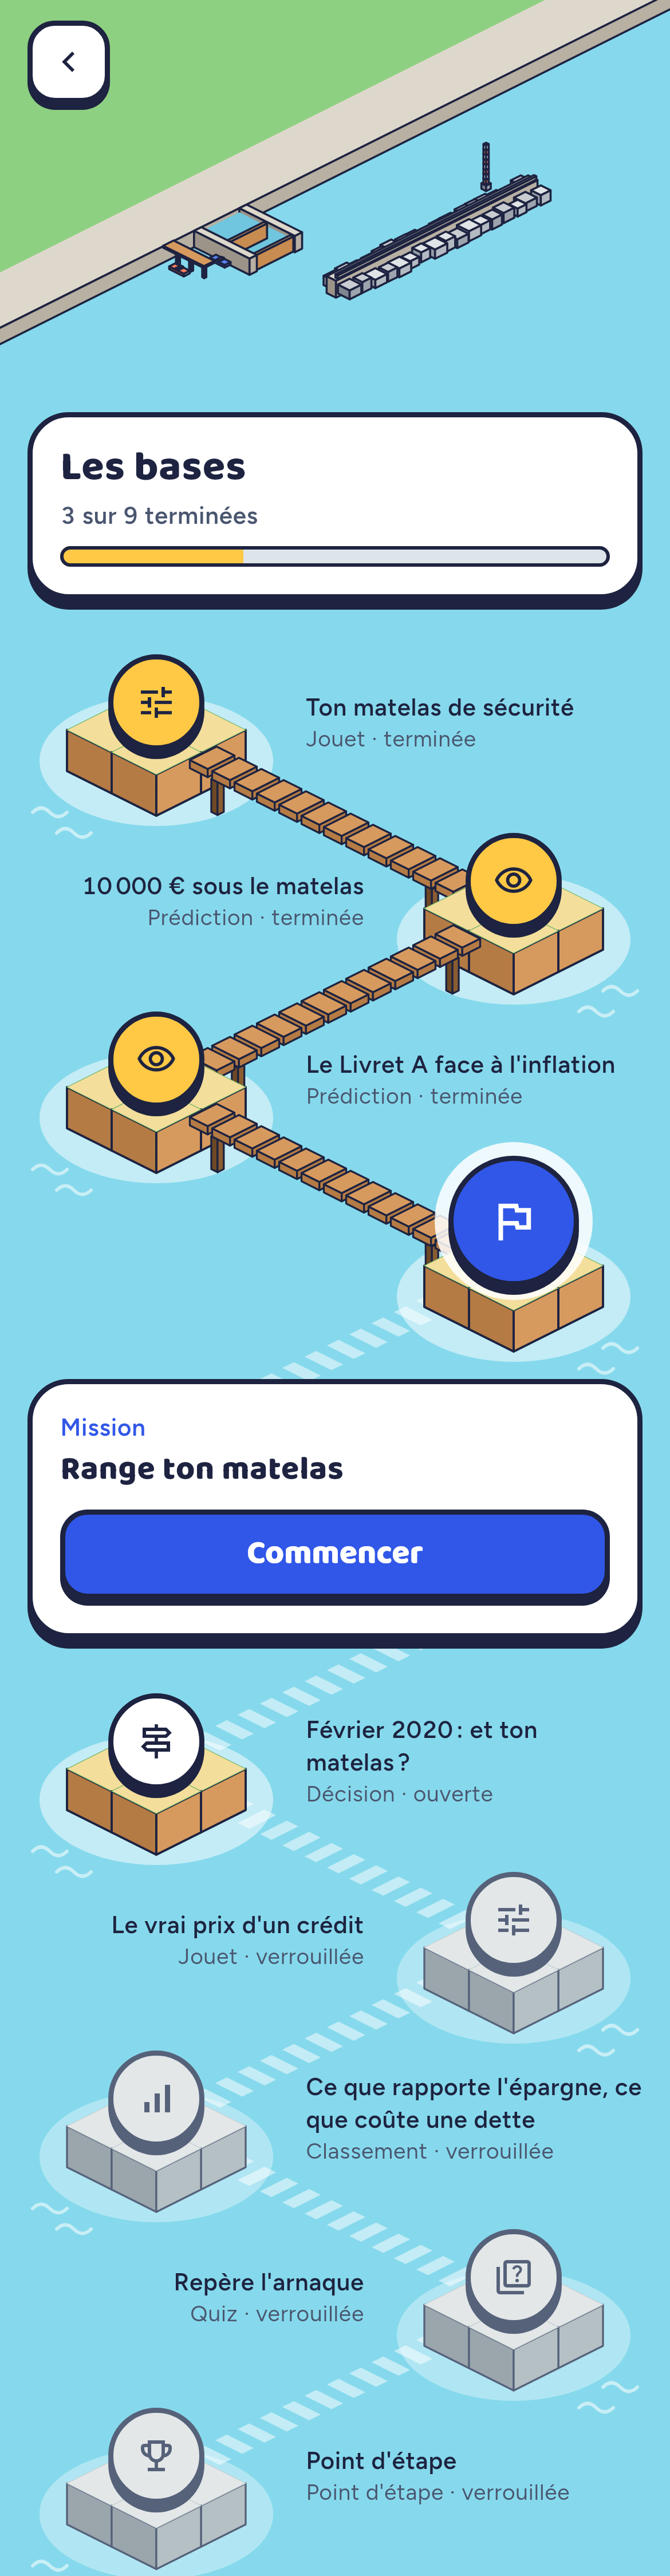 Les bases
3 sur 9 terminées
Ton matelas de sécurité
Jouet · terminée
10 000 € sous le matelas
Prédiction · terminée
Le Livret A face à l'inflation
Prédiction · terminée
Mission
Range ton matelas
Commencer
Février 2020 : et ton
matelas ?
Décision · ouverte
Le vrai prix d'un crédit
Jouet · verrouillée
Ce que rapporte l'épargne, ce
que coûte une dette
Classement · verrouillée
Repère l'arnaque
Quiz · verrouillée
Point d'étape
Point d'étape · verrouillée